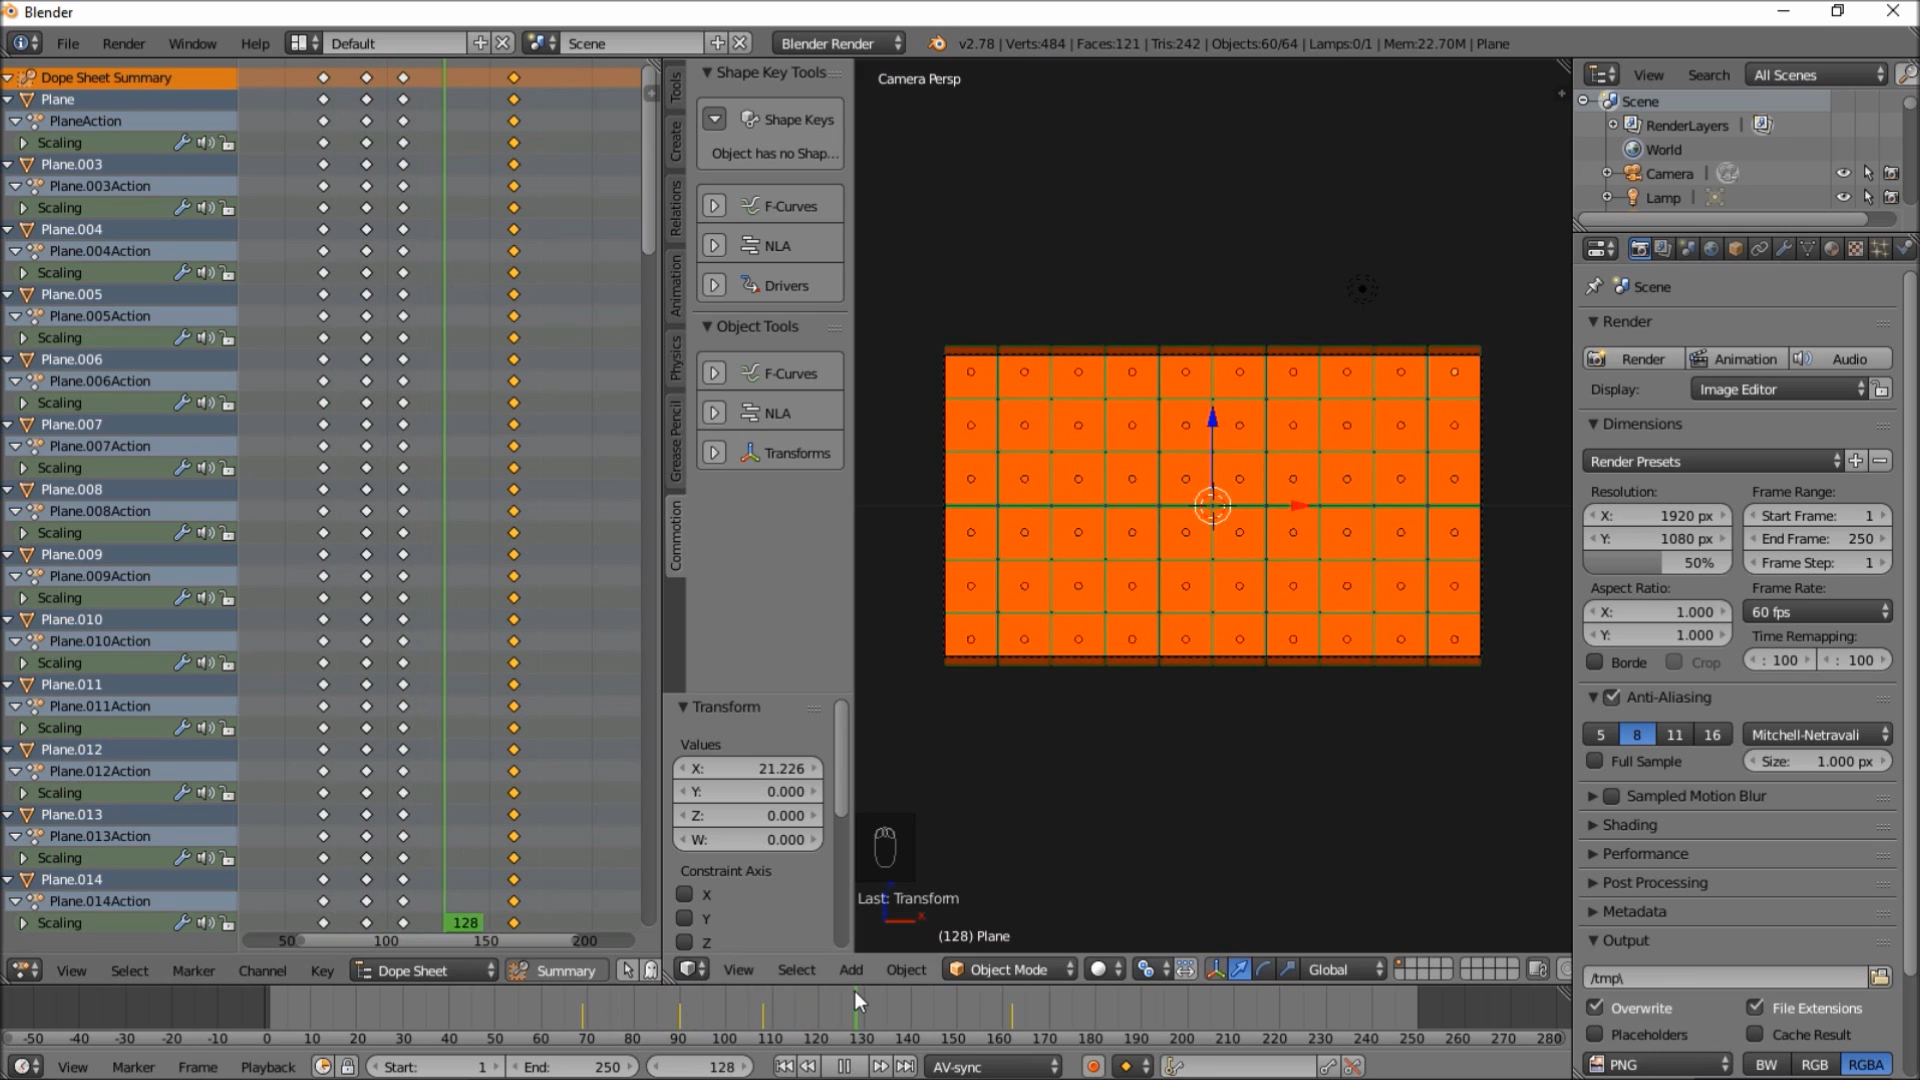 Blender
File Render Window Help Default Scene Blender Render v2.78 | Verts:484 | Faces:121 | Tris:242 | Objects:60/64 | Lamps:0/1 | Mem:22.70M | Plane
Dope Sheet Summary
Plane
PlaneAction
Scaling
Plane.003
Plane.003Action
Scaling
Plane.004
Plane.004Action
Scaling
Plane.005
Plane.005Action
Scaling
Plane.006
Plane.006Action
Scaling
Plane.007
Plane.007Action
Scaling
Plane.008
Plane.008Action
Scaling
Plane.009
Plane.009Action
Scaling
Plane.010
Plane.010Action
Scaling
Plane.011
Plane.011Action
Scaling
Plane.012
Plane.012Action
Scaling
Plane.013
Plane.013Action
Scaling
Plane.014
Plane.014Action
Scaling
128
50 100 150 200
View Select Marker Channel Key Dope Sheet Summary
Tools
Create
Relations
Animation
Physics
Grease Pencil
Commotion
Shape Key Tools
Shape Keys
Object has no Shap...
F-Curves
NLA
Drivers
Object Tools
F-Curves
NLA
Transforms
Transform
Values
X: 21.226
Y: 0.000
Z: 0.000
W: 0.000
Constraint Axis
X
Y
Z
Camera Persp
Last: Transform
x
(128) Plane
View Select Add Object Object Mode Global
View Search All Scenes
Scene
RenderLayers |
World
Camera
Lamp
Scene
Render
Render Animation Audio
Display: Image Editor
Dimensions
Render Presets
Resolution: Frame Range:
X: 1920 px Start Frame: 1
Y: 1080 px End Frame: 250
50% Frame Step: 1
Aspect Ratio: Frame Rate:
X: 1.000 60 fps
Y: 1.000 Time Remapping:
Borde Crop : 100 : 100
Anti-Aliasing
5 8 11 16 Mitchell-Netravali
Full Sample Size: 1.000 px
Sampled Motion Blur
Shading
Performance
Post Processing
Metadata
Output
/tmp\
Overwrite File Extensions
Placeholders Cache Result
PNG BW RGB RGBA
-50 -40 -30 -20 -10 0 10 20 30 40 50 60 70 80 90 100 110 120 130 140 150 160 170 180 190 200 210 220 230 240 250 260 270 280
View Marker Frame Playback Start: 1 End: 250 128 AV-sync